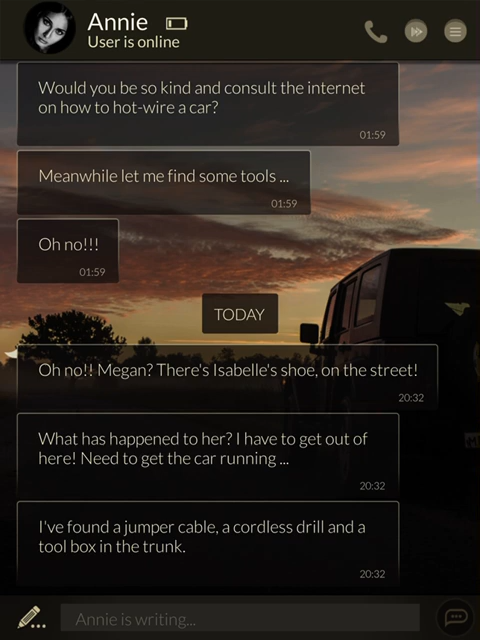 Annie
User is online
Would you be so kind and consult the internet
on how to hot-wire a car?
01:59
Meanwhile let me find some tools ...
01:59
Oh no!!!
01:59
TODAY
Oh no!! Megan? There's Isabelle's shoe, on the street!
20:32
What has happened to her? I have to get out of
here! Need to get the car running ...
20:32
I've found a jumper cable, a cordless drill and a
tool box in the trunk.
20:32
Annie is writing...